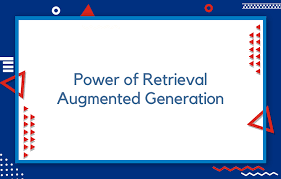 Power of Retrieval
Augmented Generation